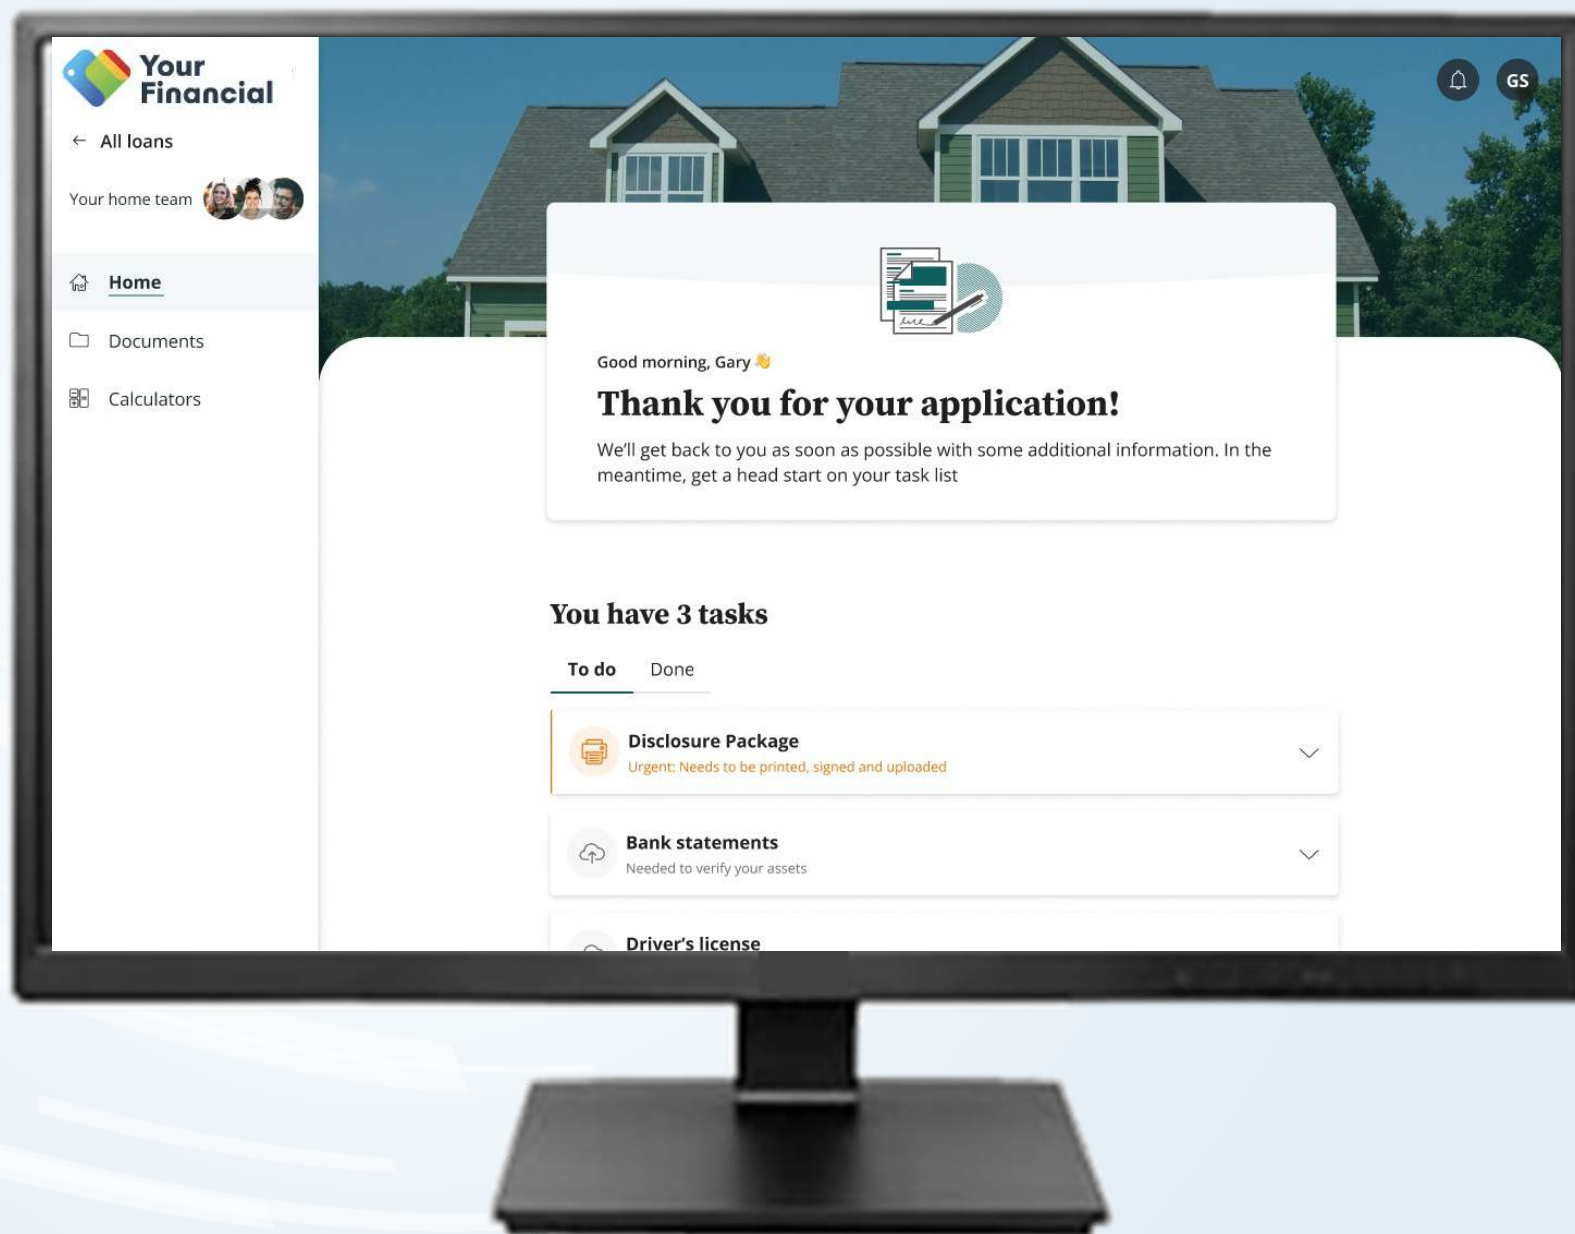 Your
Financial
← All loans
Your home team
Home
Documents
Calculators
GS
Good morning, Gary 👋
Thank you for your application!
We’ll get back to you as soon as possible with some additional information. In the
meantime, get a head start on your task list
You have 3 tasks
To do Done
Disclosure Package
Urgent: Needs to be printed, signed and uploaded
Bank statements
Needed to verify your assets
Driver’s license